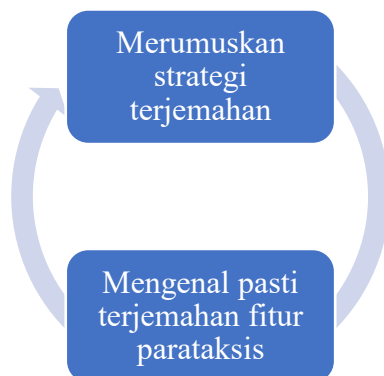 Merumuskan
strategi
terjemahan
Mengenal pasti
terjemahan fitur
parataksis